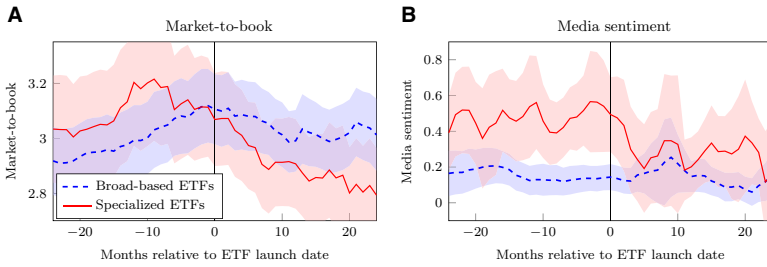 A
Market-to-book
Market-to-book
3.2
3
2.8
Broad-based ETFs
Specialized ETFs
−20
−10
0
10
20
Months relative to ETF launch date
B
Media sentiment
Media sentiment
0.8
0.6
0.4
0.2
0
−20
−10
0
10
20
Months relative to ETF launch date